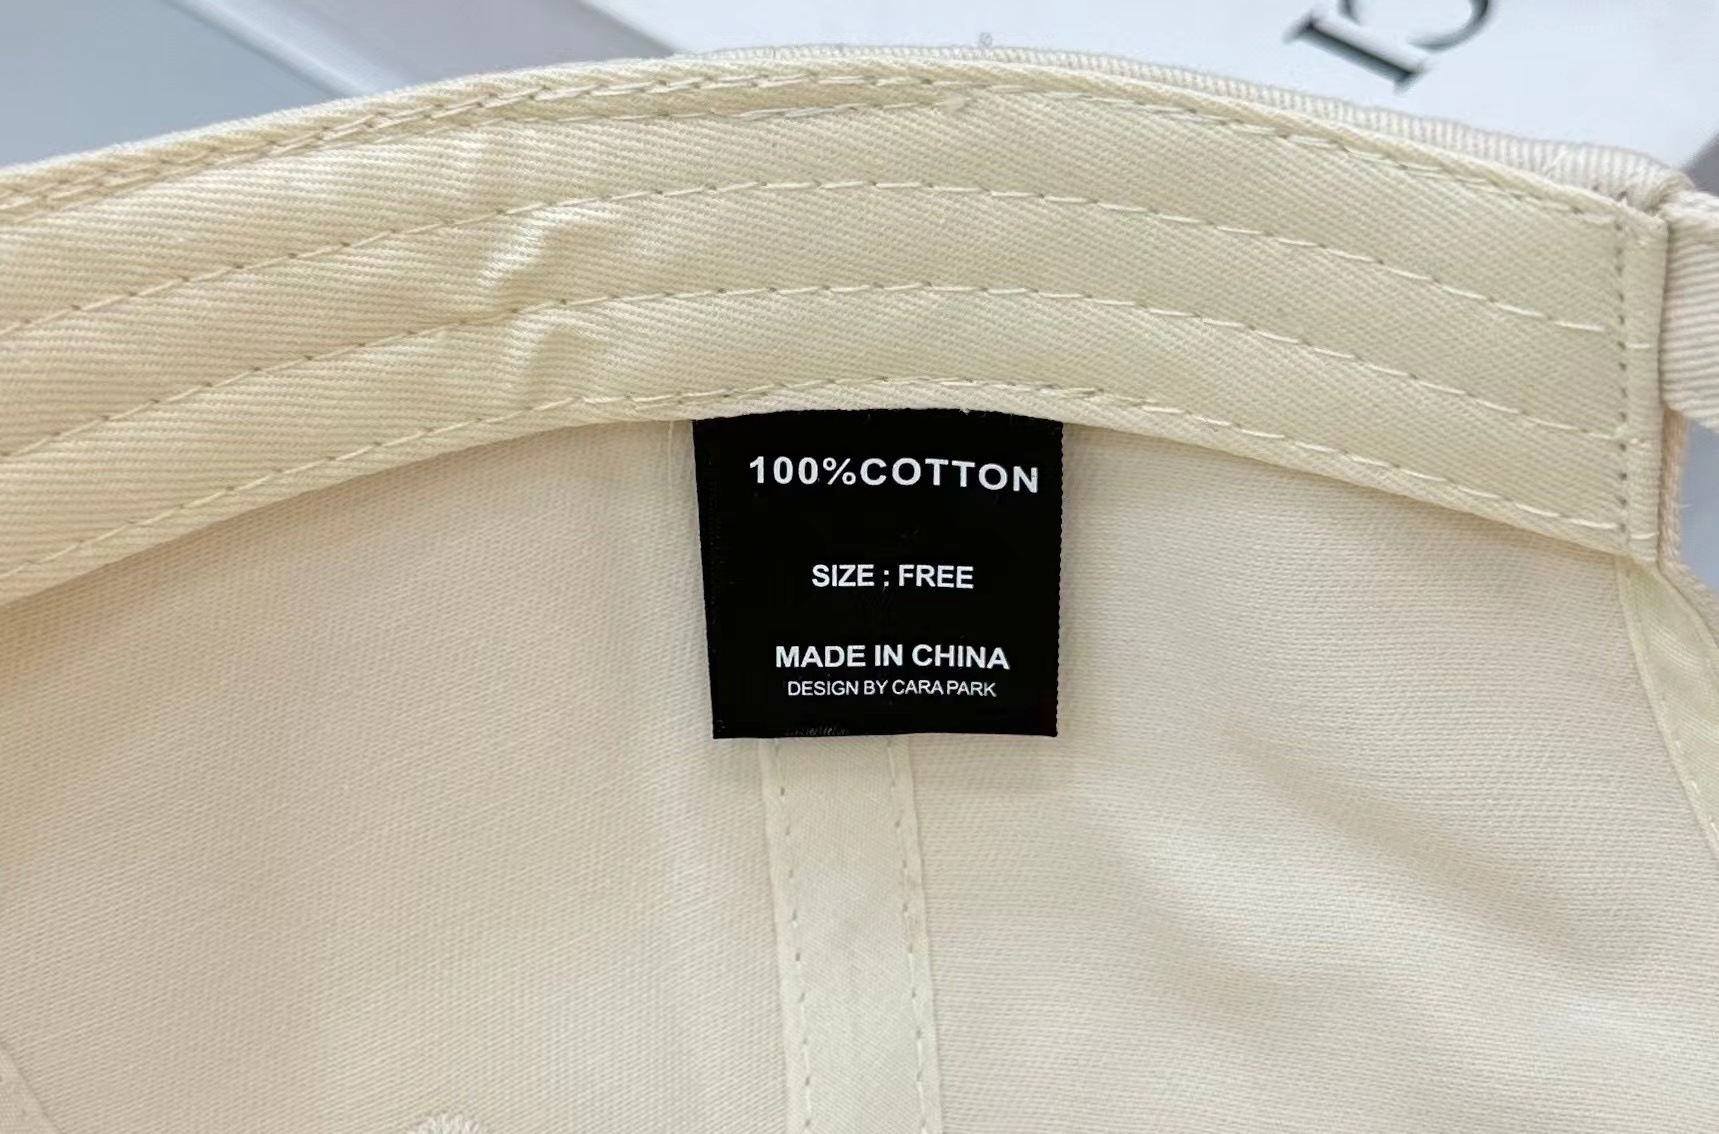 100%COTTON
SIZE : FREE
MADE IN CHINA
DESIGN BY CARA PARK